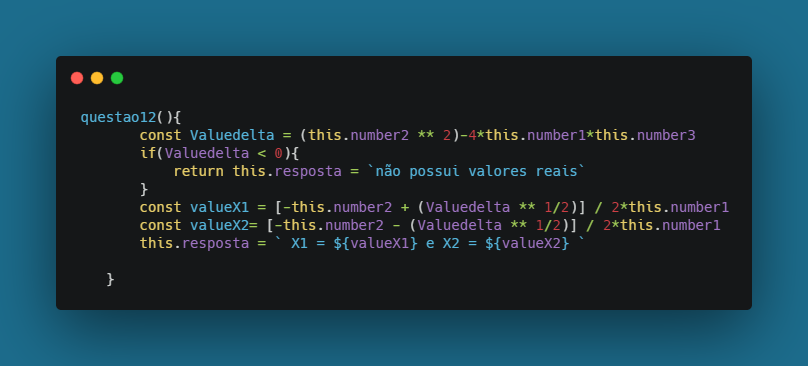 questao12(){
const Valuedelta = (this.number2 ** 2)-4*this.number1*this.number3
if(Valuedelta < 0){
return this.resposta = `não possui valores reais`
}
const valueX1 = [-this.number2 + (Valuedelta ** 1/2)] / 2*this.number1
const valueX2= [-this.number2 - (Valuedelta ** 1/2)] / 2*this.number1
this.resposta = ` X1 = ${valueX1} e X2 = ${valueX2} `
}